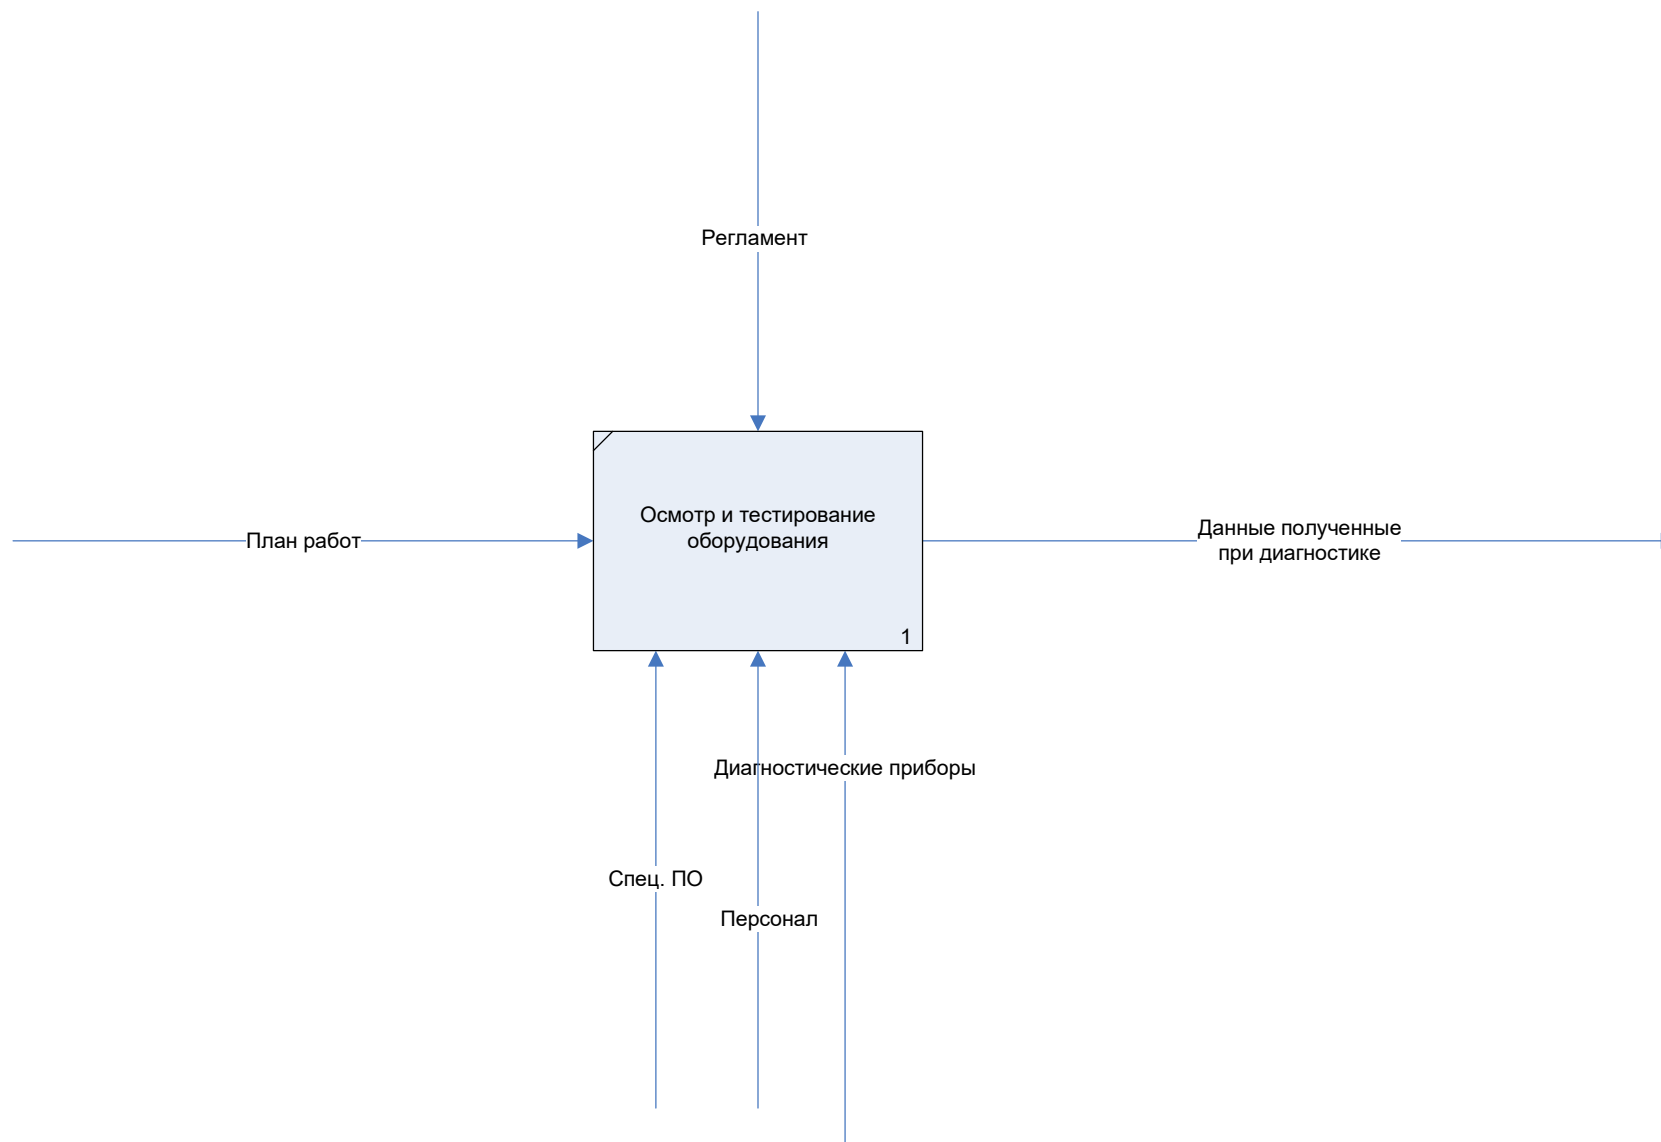 Регламент
Осмотр и тестирование
оборудования
План работ
Данные полученные
при диагностике
1
Диагностические приборы
Спец. ПО
Персонал